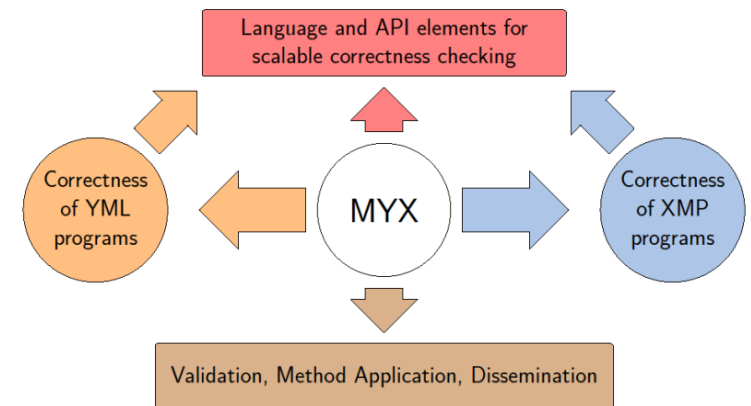 Language and API elements for
scalable correctness checking
Correctness
of YML
programs
MYX
Correctness
of XMP
programs
Validation, Method Application, Dissemination